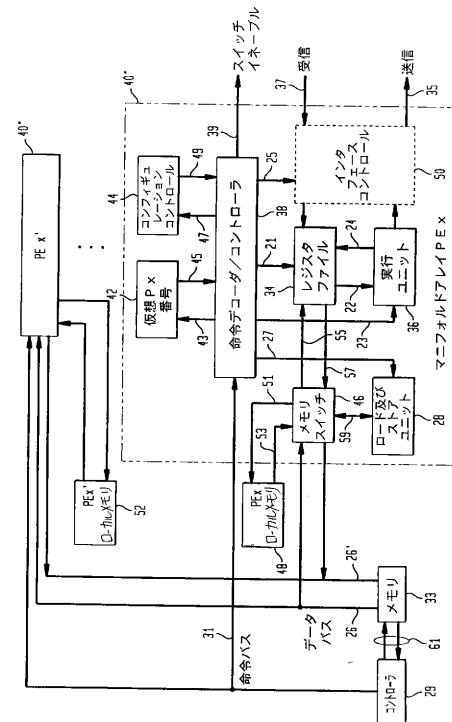 40"
PEx'
PEx'
ローカルメモリ
52
40"
44
コンフィギュ
レーション
コントロール
49
47
42
仮想PX
番号
45
43
スイッチ
イネーブル
39
命令デコーダ/コントローラ
38
25
21
37
受信
35
送信
インタ
フェース
コントロール
50
レジスタ
ファイル
34
24
22
実行
ユニット
36
23
27
55
57
51
53
メモリ
スイッチ
46
59
PEx
ローカルメモリ
48
ロード及び
ストア
ユニット
28
マニフォルドアレイPEx
31
命令バス
データ
バス
26
26'
メモリ
33
61
コントローラ
29